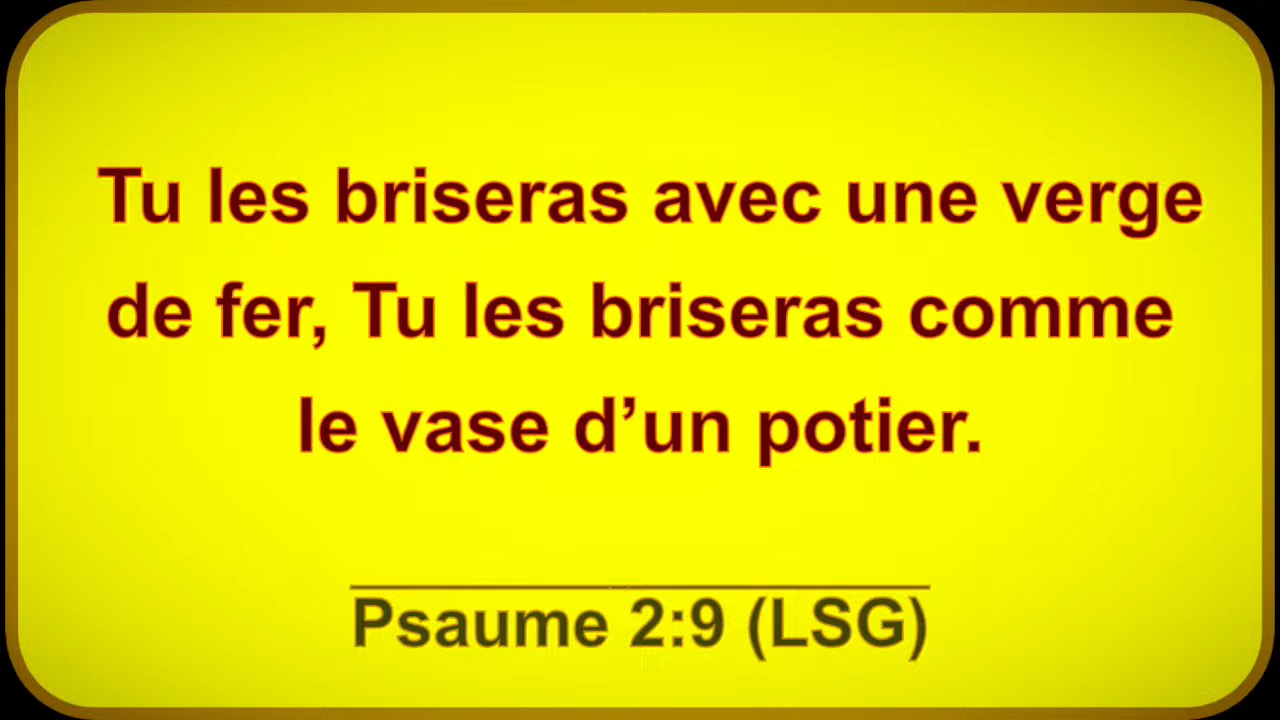 Tu les briseras avec une verge
de fer, Tu les briseras comme
le vase d’un potier.
Psaume 2:9 (LSG)